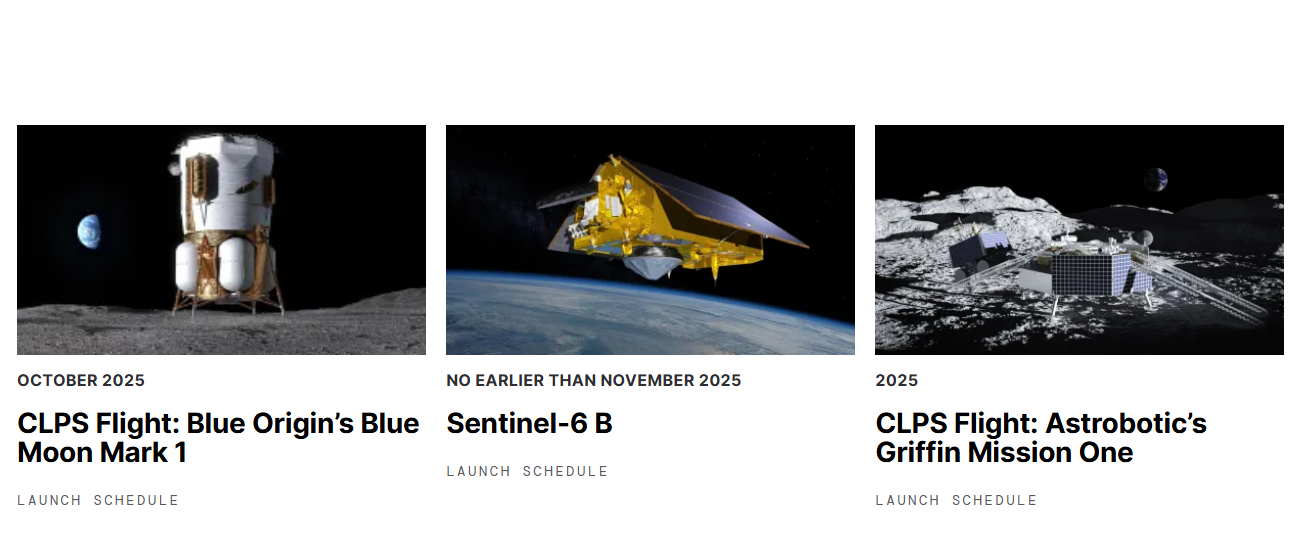 OCTOBER 2025
CLPS Flight: Blue Origin’s Blue
Moon Mark 1
LAUNCH SCHEDULE
NO EARLIER THAN NOVEMBER 2025
Sentinel-6 B
LAUNCH SCHEDULE
2025
CLPS Flight: Astrobotic’s
Griffin Mission One
LAUNCH SCHEDULE